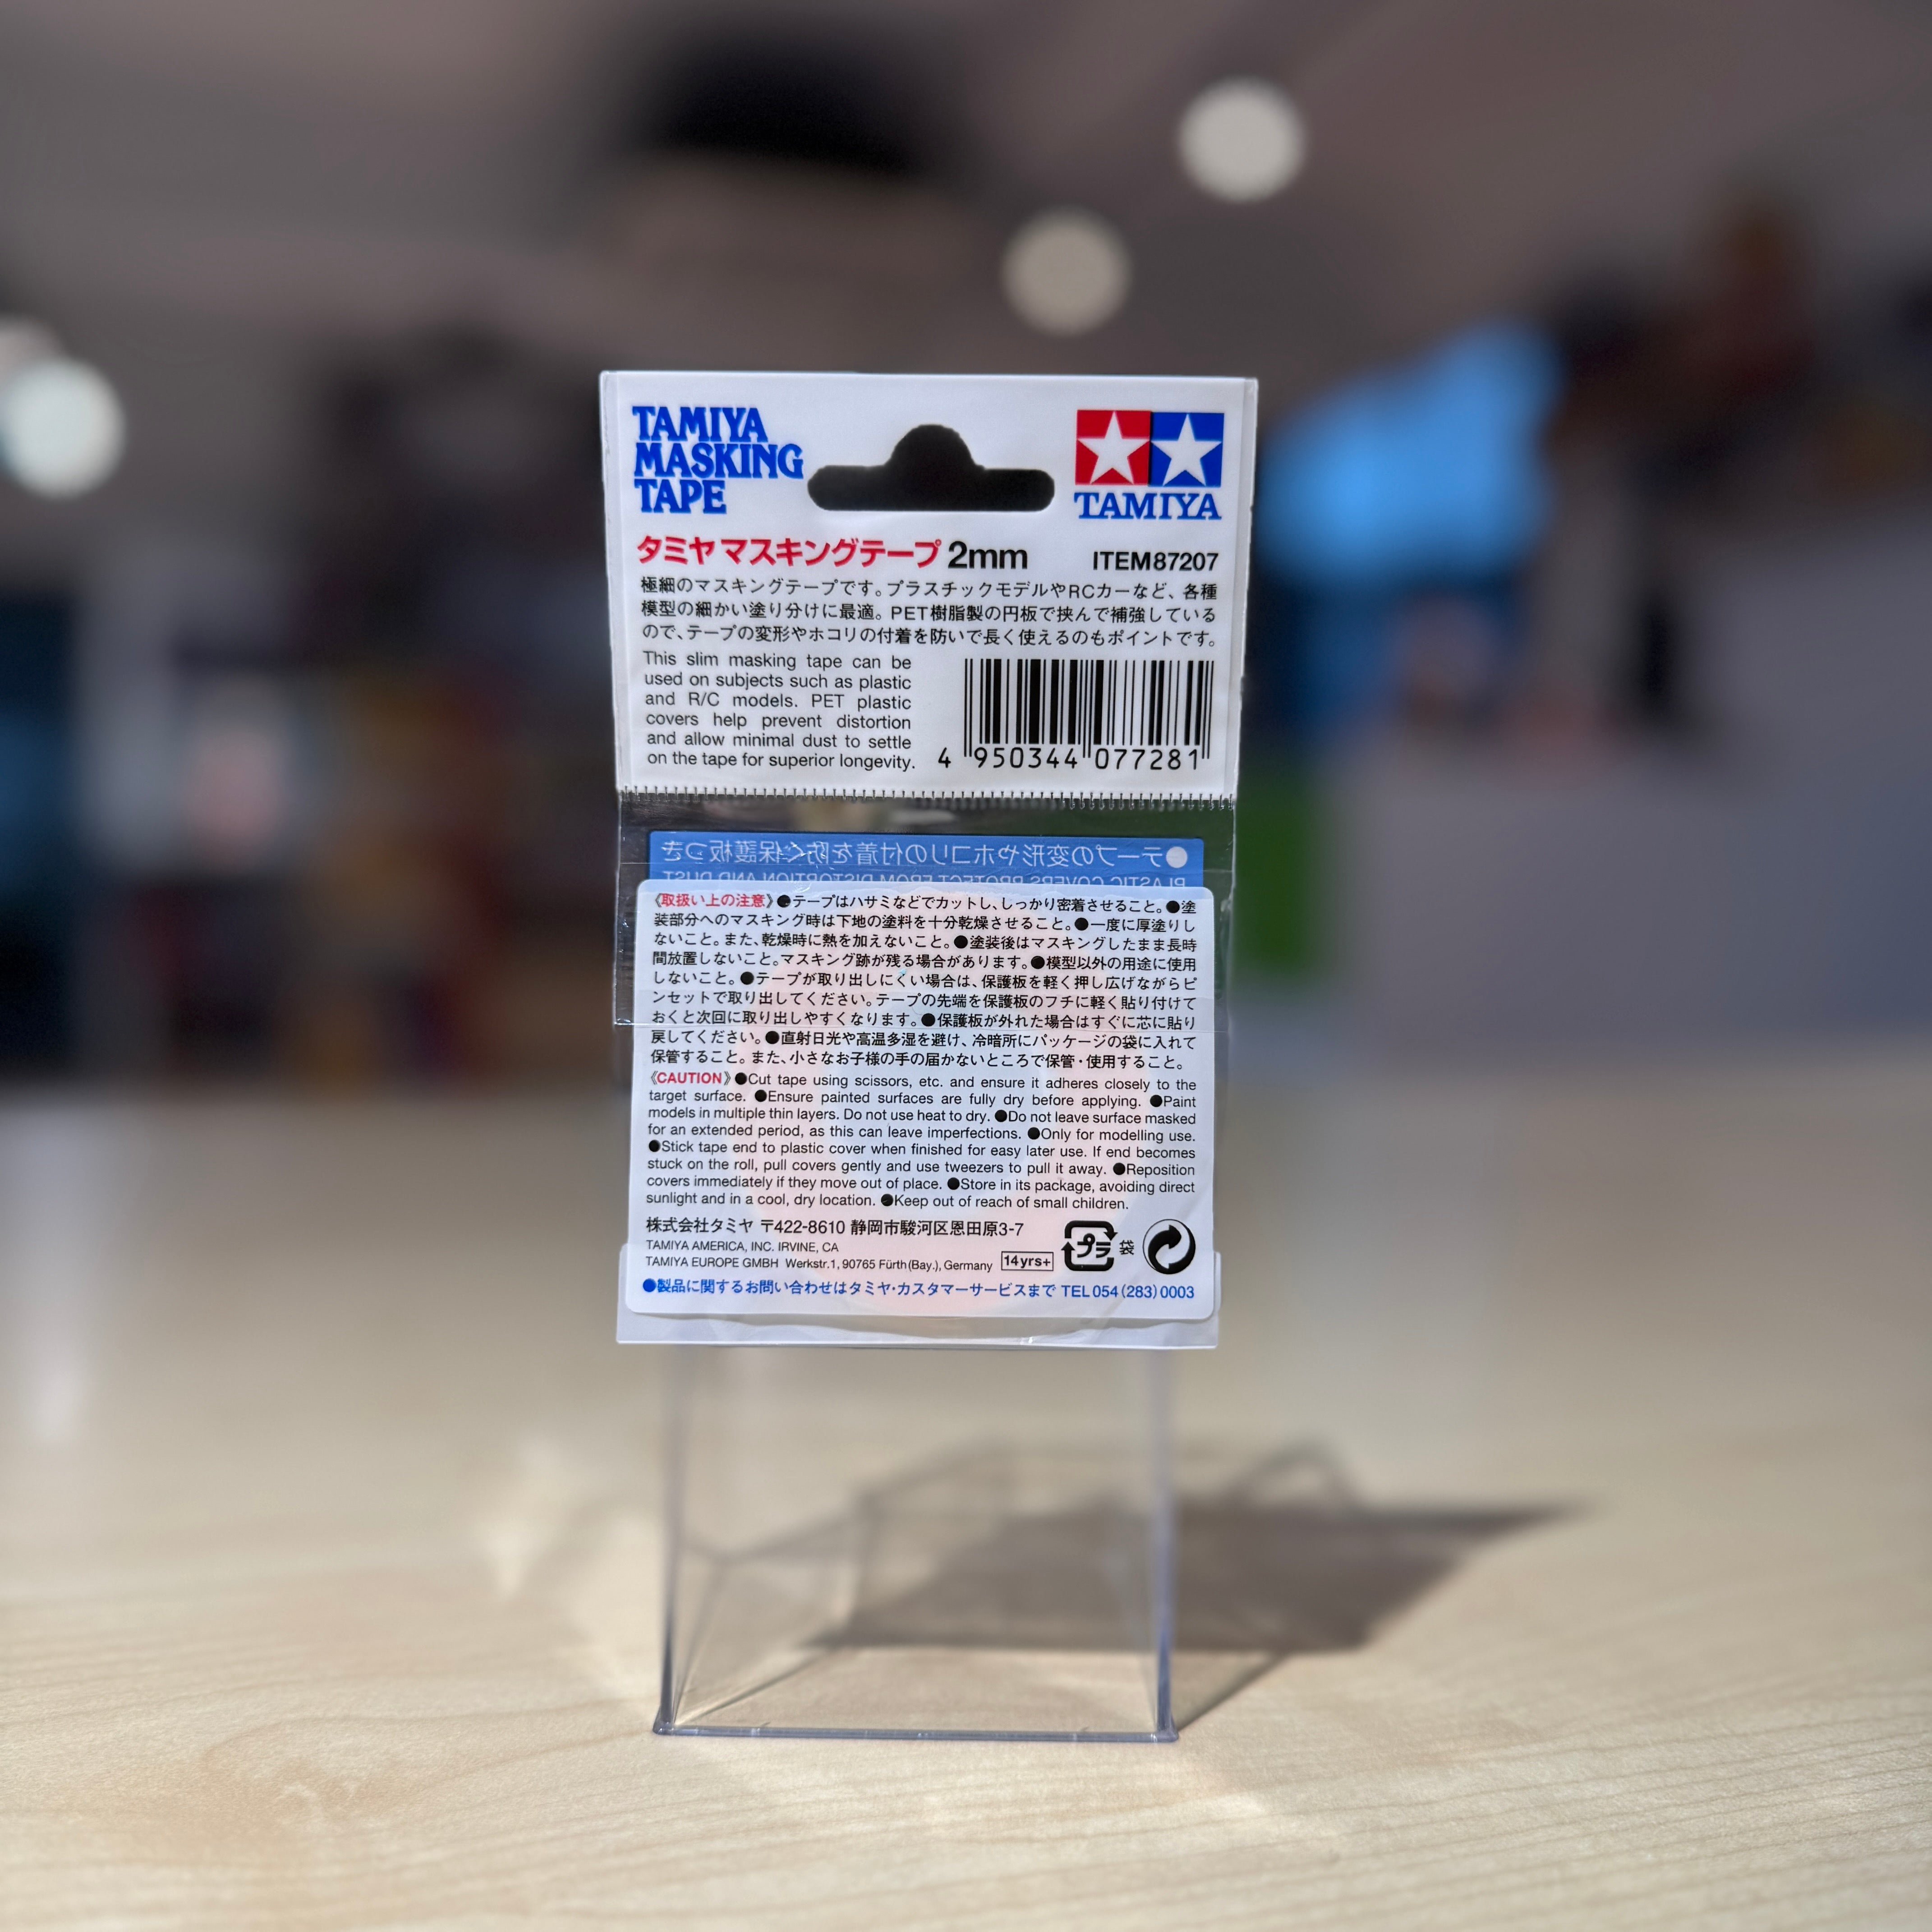 TAMIYA
MASKING
TAPE
TAMIYA
タミヤ マスキングテープ 2mm
ITEM87207
極細のマスキングテープです。プラスチックモデルやRCカーなど、各種
模型の細かい塗り分けに最適。PET樹脂製の円板で挟んで補強している
ので、テープの変形やホコリの付着を防いで長く使えるのもポイントです。
This slim masking tape can be
used on subjects such as plastic
and R/C models. PET plastic
covers help prevent distortion
and allow minimal dust to settle
on the tape for superior longevity.
4 950344 077281
●テープの変形やホコリの付着を防ぐ保護板つき
PLASTIC COVERS PROTECT FROM DISTORTION AND DUST
《取扱い上の注意》●テープはハサミなどでカットし、しっかり密着させること。●塗
装部分へのマスキング時は下地の塗料を十分乾燥させること。●一度に厚塗りし
ないこと。また、乾燥時に熱を加えないこと。●塗装後はマスキングしたまま長時
間放置しないこと。マスキング跡が残る場合があります。●模型以外の用途に使用
しないこと。●テープが取り出しにくい場合は、保護板を軽く押し広げながらピ
ンセットで取り出してください。テープの先端を保護板のフチに軽く貼り付けて
おくと次回に取り出しやすくなります。●保護板が外れた場合はすぐに芯に貼り
戻してください。●直射日光や高温多湿を避け、冷暗所にパッケージの袋に入れて
保管すること。また、小さなお子様の手の届かないところで保管・使用すること。
《CAUTION》●Cut tape using scissors, etc. and ensure it adheres closely to the
target surface. ●Ensure painted surfaces are fully dry before applying. ●Paint
models in multiple thin layers. Do not use heat to dry. ●Do not leave surface masked
for an extended period, as this can leave imperfections. ●Only for modelling use.
●Stick tape end to plastic cover when finished for easy later use. If end becomes
stuck on the roll, pull covers gently and use tweezers to pull it away. ●Reposition
covers immediately if they move out of place. ●Store in its package, avoiding direct
sunlight and in a cool, dry location. ●Keep out of reach of small children.
株式会社タミヤ 〒422-8610 静岡市駿河区恩田原3-7
TAMIYA AMERICA, INC. IRVINE, CA
TAMIYA EUROPE GMBH Werkstr.1, 90765 Fürth(Bay.), Germany
14yrs+
プラ 袋
●製品に関するお問い合わせはタミヤ・カスタマーサービスまで TEL054(283)0003